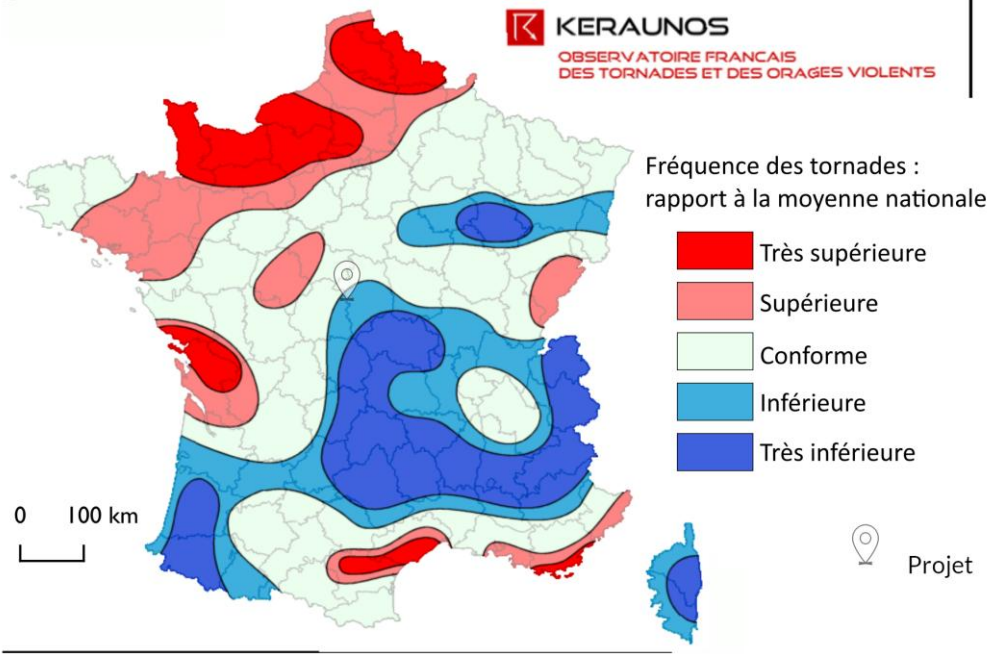 KERAUNOS
OBSERVATOIRE FRANCAIS
DES TORNADES ET DES ORAGES VIOLENTS
Fréquence des tornades :
rapport à la moyenne nationale
Très supérieure
Supérieure
Conforme
Inférieure
Très inférieure
0 100 km
Projet